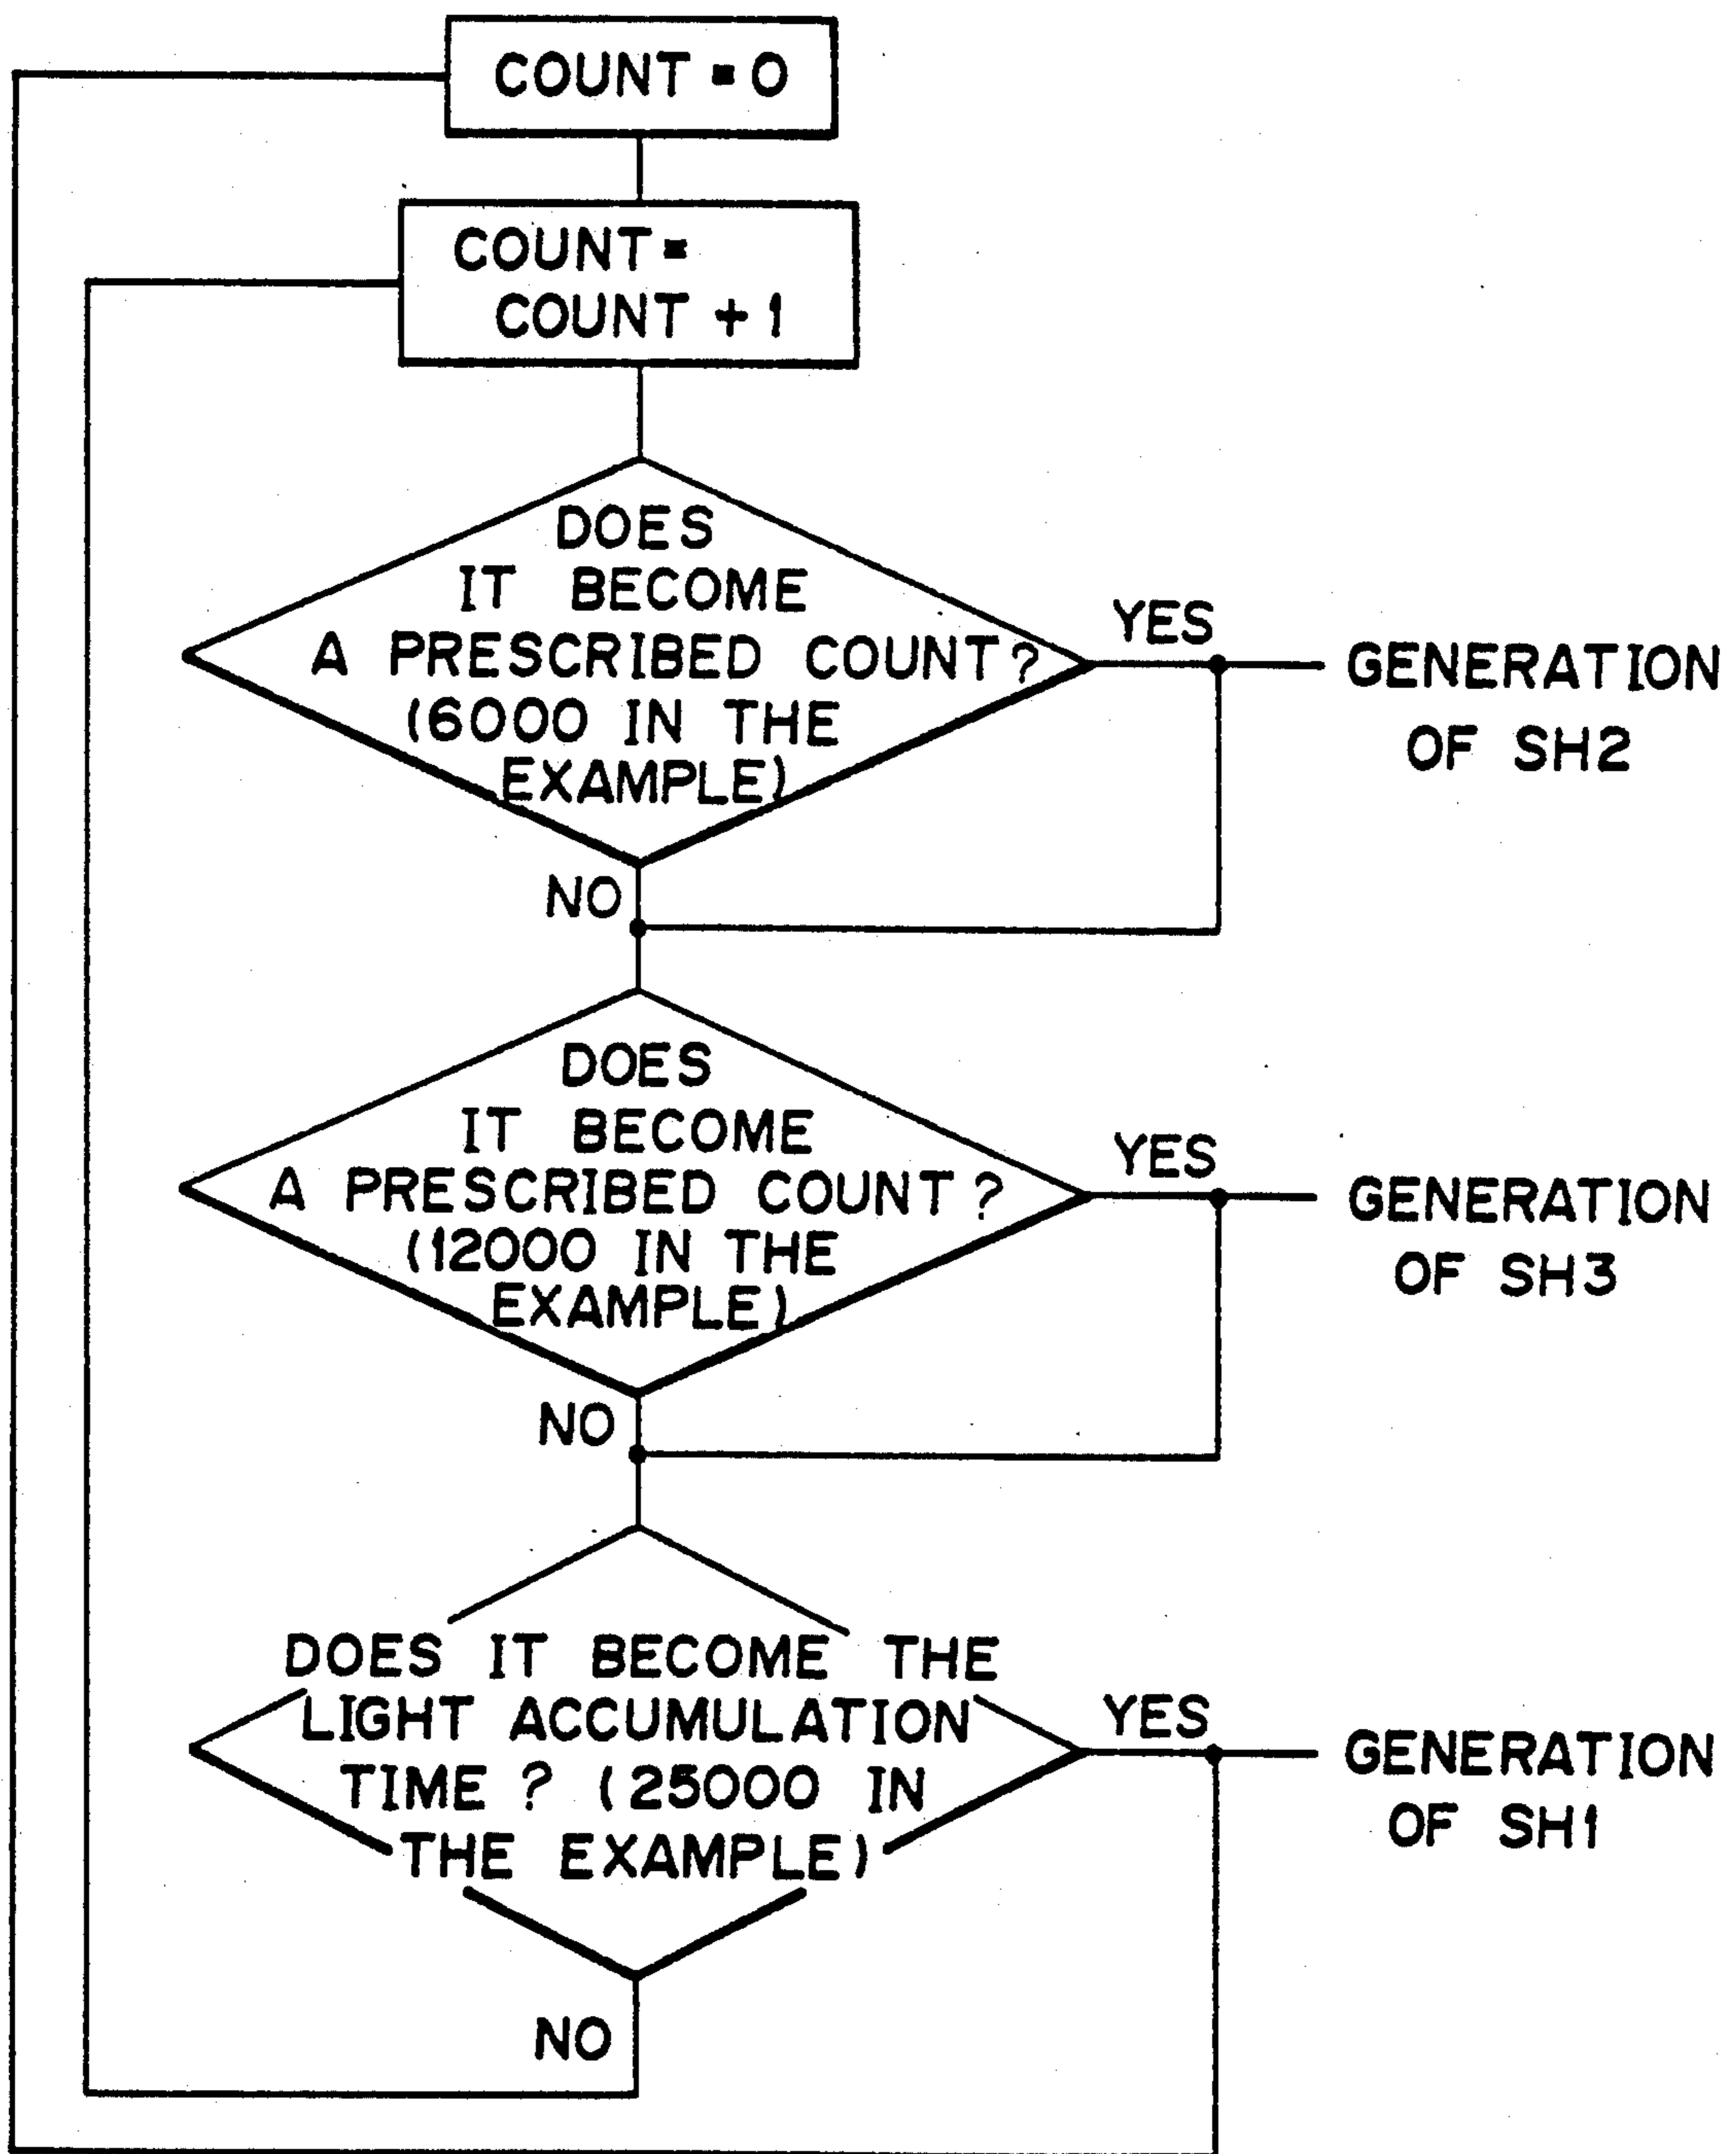 COUNT = 0
COUNT =
COUNT + 1
DOES
IT BECOME
A PRESCRIBED COUNT?
(6000 IN THE
EXAMPLE)
YES
GENERATION
OF SH2
NO
DOES
IT BECOME
A PRESCRIBED COUNT?
(12000 IN THE
EXAMPLE)
YES
GENERATION
OF SH3
NO
DOES IT BECOME THE
LIGHT ACCUMULATION
TIME? (25000 IN
THE EXAMPLE)
YES
GENERATION
OF SH1
NO